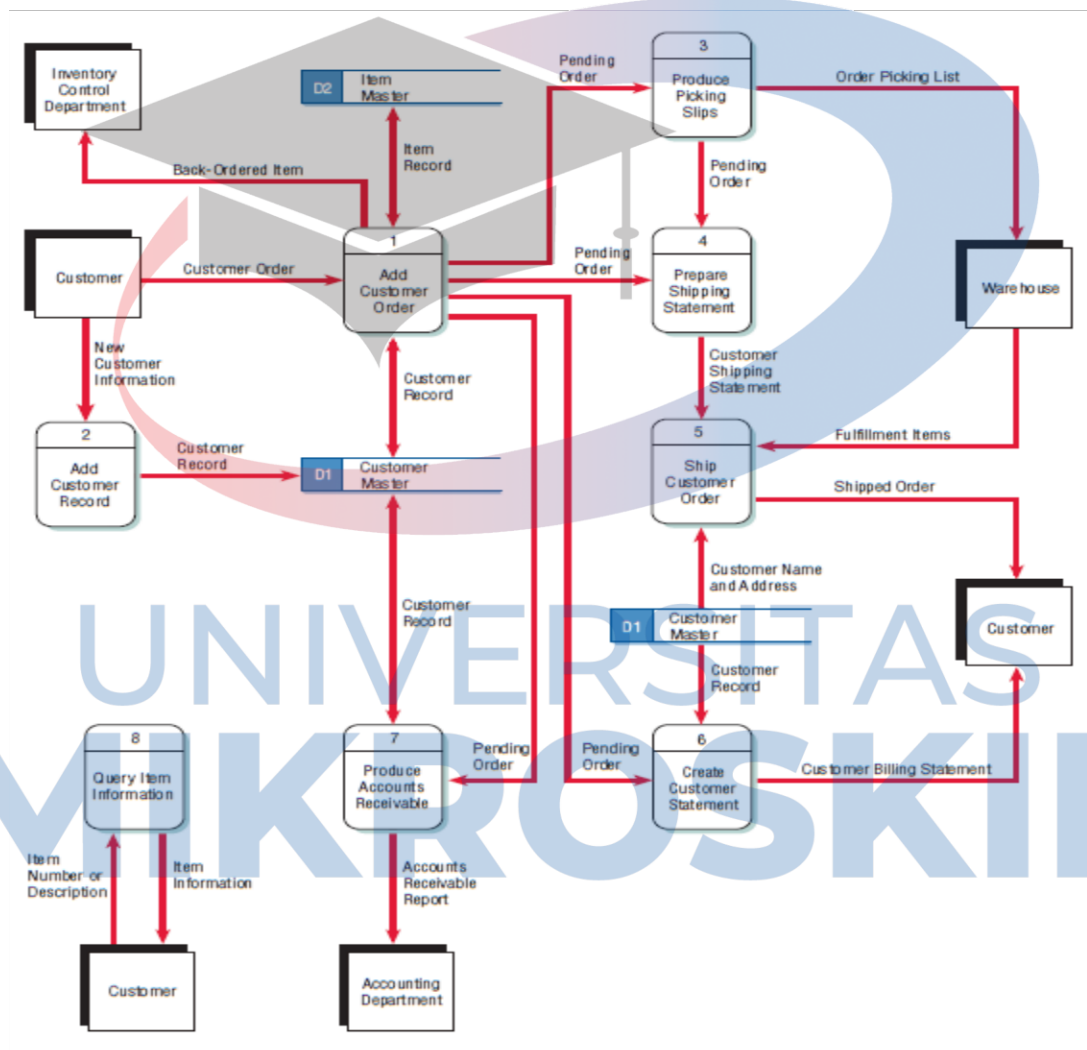 Inventory
Control
Department
D2
Item
Master
Pending
Order
3
Produce
Picking
Slips
Order Picking List
Item
Record
Back-Ordered Item
Pending
Order
Customer
Customer Order
1
Add
Customer
Order
Pending
Order
4
Prepare
Shipping
Statement
Warehouse
New
Customer
Information
Customer
Record
Customer
Shipping
Statement
2
Add
Customer
Record
Customer
Record
D1
Customer
Master
5
Ship
Customer
Order
Fulfillment Items
Shipped Order
Customer Name
and Address
Customer
Record
D1
Customer
Master
Customer
UNIVERSITAS
Customer
Record
8
Query Item
Information
7
Produce
Accounts
Receivable
Pending
Order
Pending
Order
6
Create
Customer
Statement
Customer Billing Statement
MIKROSKIL
Item
Number or
Description
Item
Information
Accounts
Receivable
Report
Customer
Accounting
Department